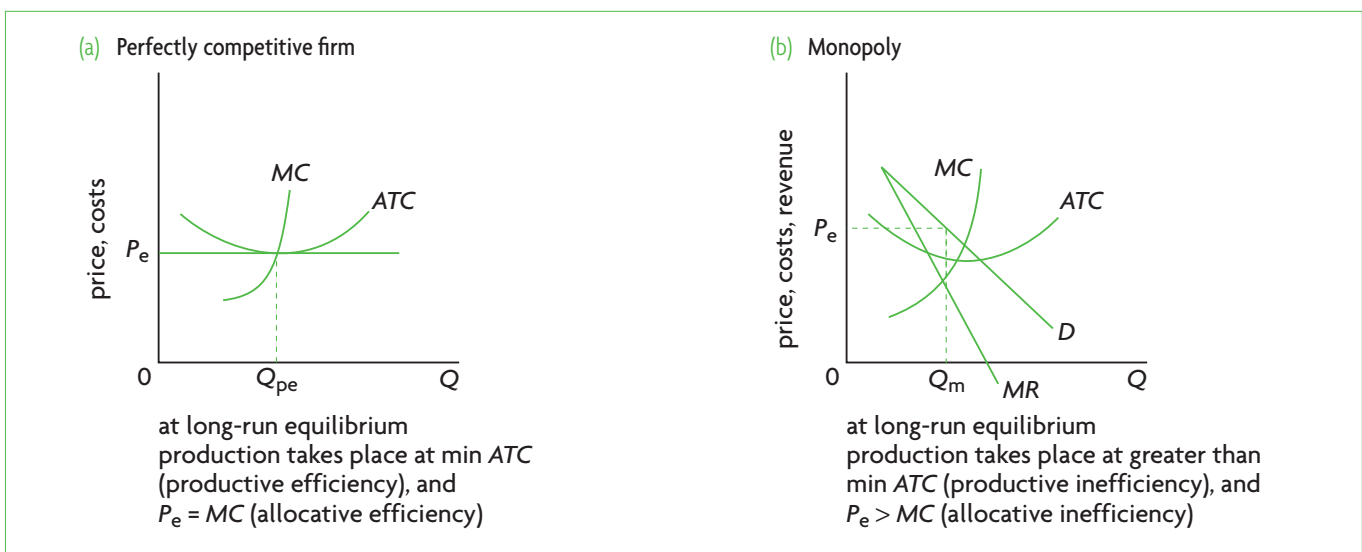 (a) Perfectly competitive firm
price, costs
MC
ATC
Pe
0
Qpe
Q
at long-run equilibrium
production takes place at min ATC
(productive efficiency), and
Pe = MC (allocative efficiency)
(b) Monopoly
price, costs, revenue
MC
ATC
Pe
D
0
Qm
MR
Q
at long-run equilibrium
production takes place at greater than
min ATC (productive inefficiency), and
Pe > MC (allocative inefficiency)